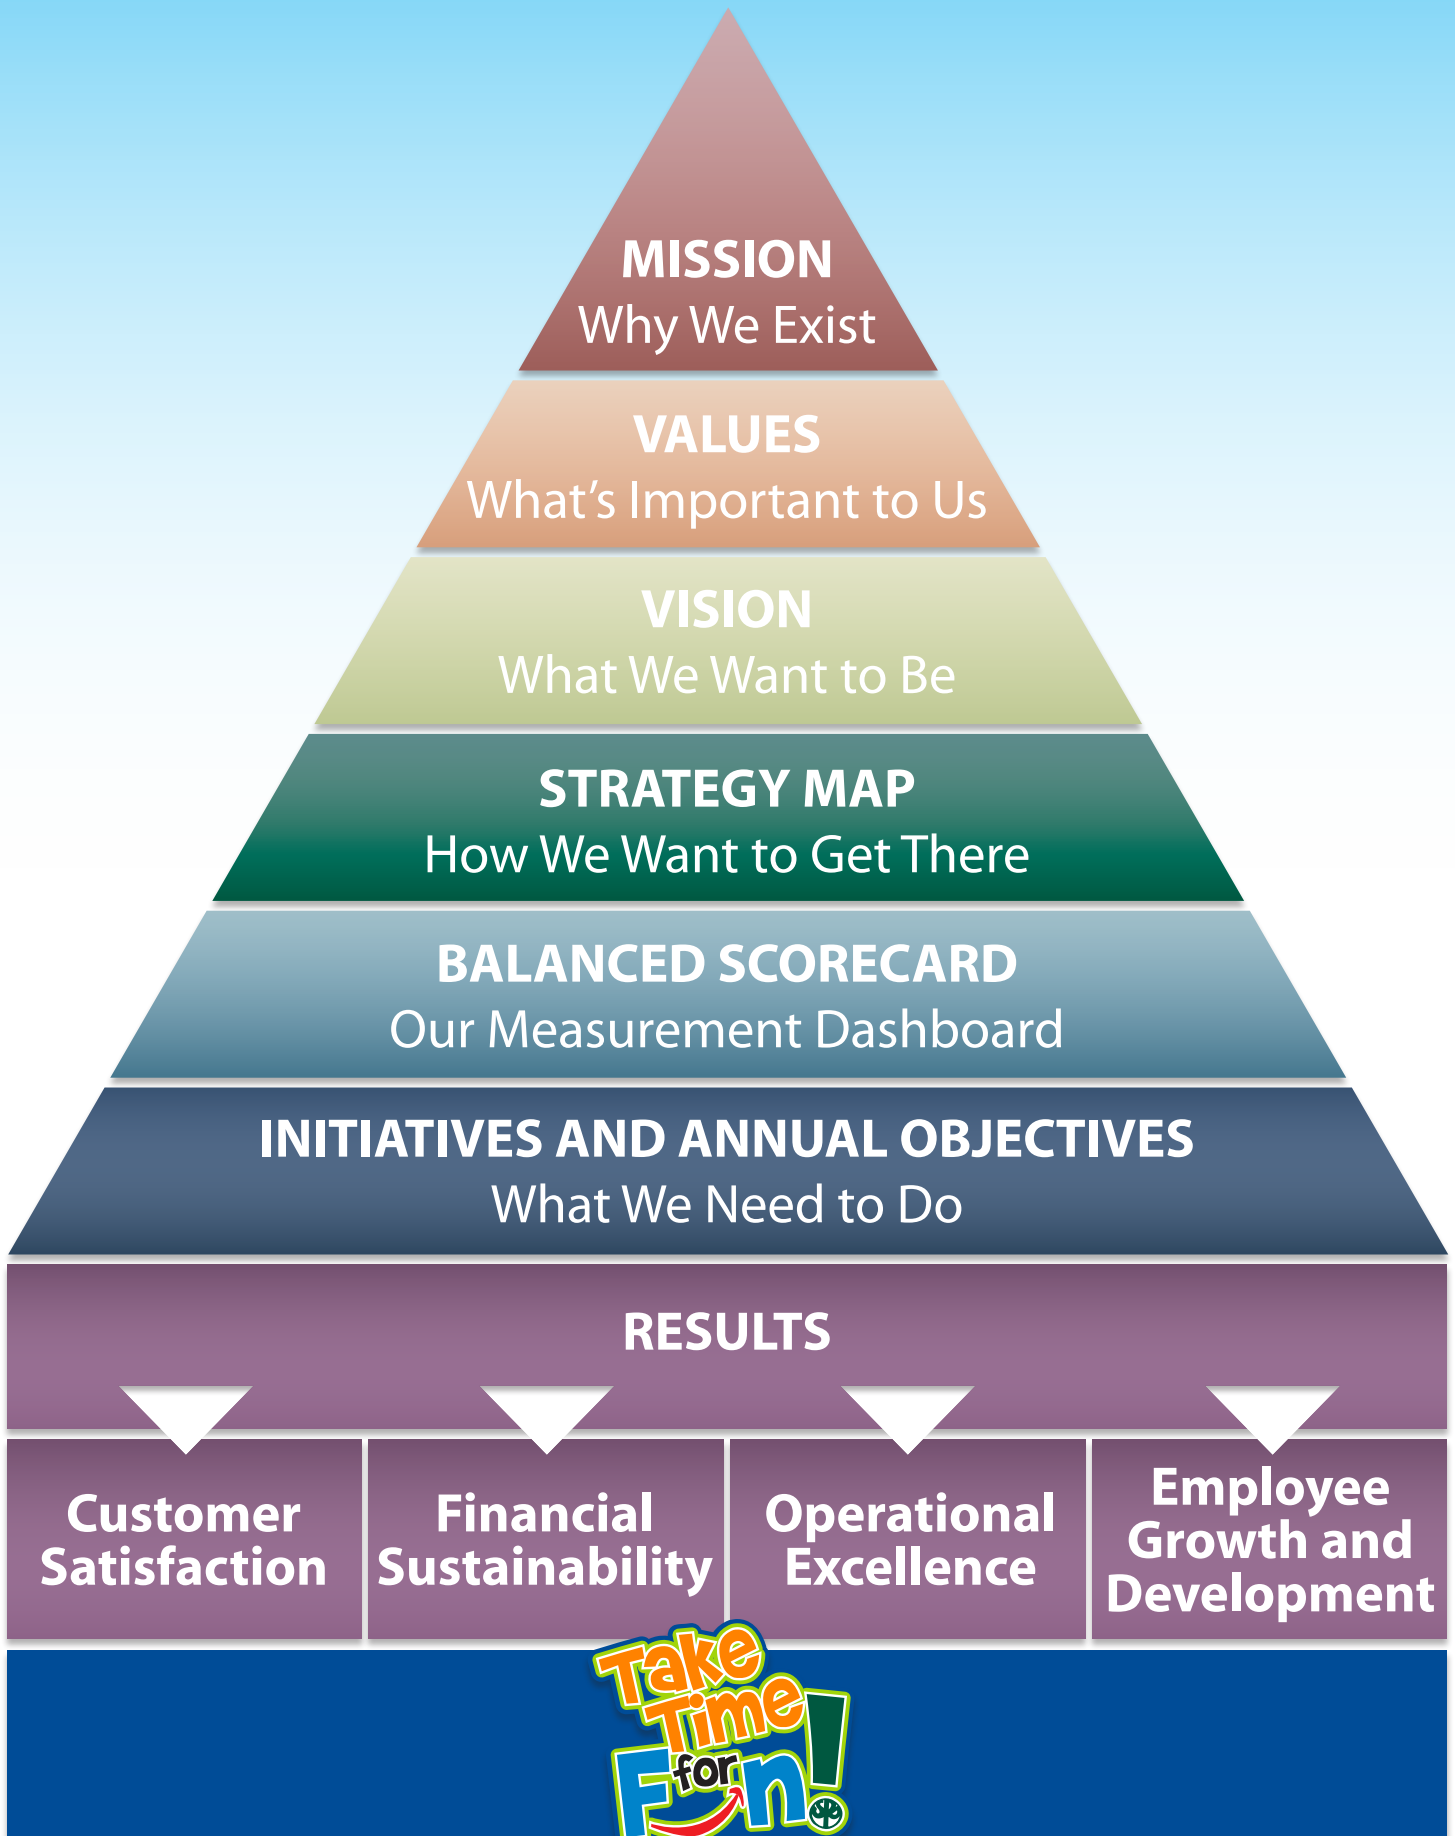 MISSION
Why We Exist
VALUES
What’s Important to Us
VISION
What We Want to Be
STRATEGY MAP
How We Want to Get There
BALANCED SCORECARD
Our Measurement Dashboard
INITIATIVES AND ANNUAL OBJECTIVES
What We Need to Do
RESULTS
Customer
Satisfaction
Financial
Sustainability
Operational
Excellence
Employee
Growth and
Development
Take
Time
for
Fun!